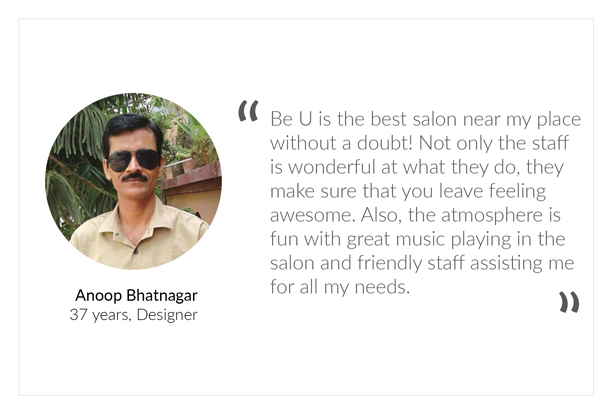 “
Be U is the best salon near my place
without a doubt! Not only the staff
is wonderful at what they do, they
make sure that you leave feeling
awesome. Also, the atmosphere is
fun with great music playing in the
salon and friendly staff assisting me
for all my needs.
”
Anoop Bhatnagar
37 years, Designer